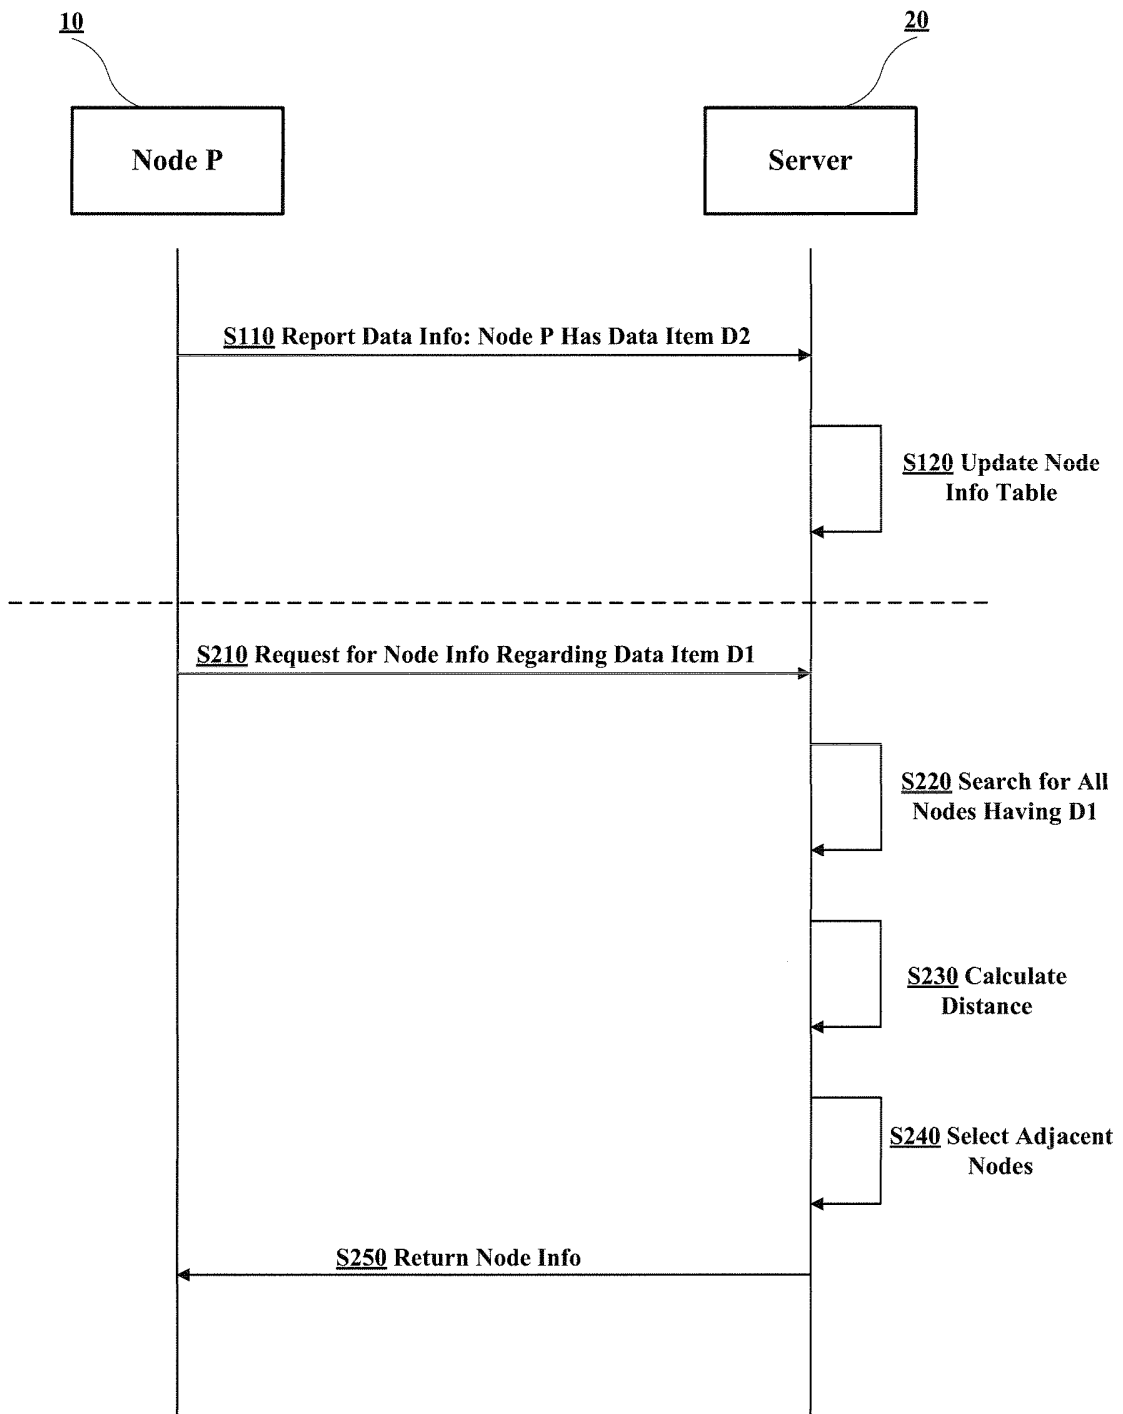 10
20
Node P
Server
S110 Report Data Info: Node P Has Data Item D2
S120 Update Node
Info Table
S210 Request for Node Info Regarding Data Item D1
S220 Search for All
Nodes Having D1
S230 Calculate
Distance
S240 Select Adjacent
Nodes
S250 Return Node Info